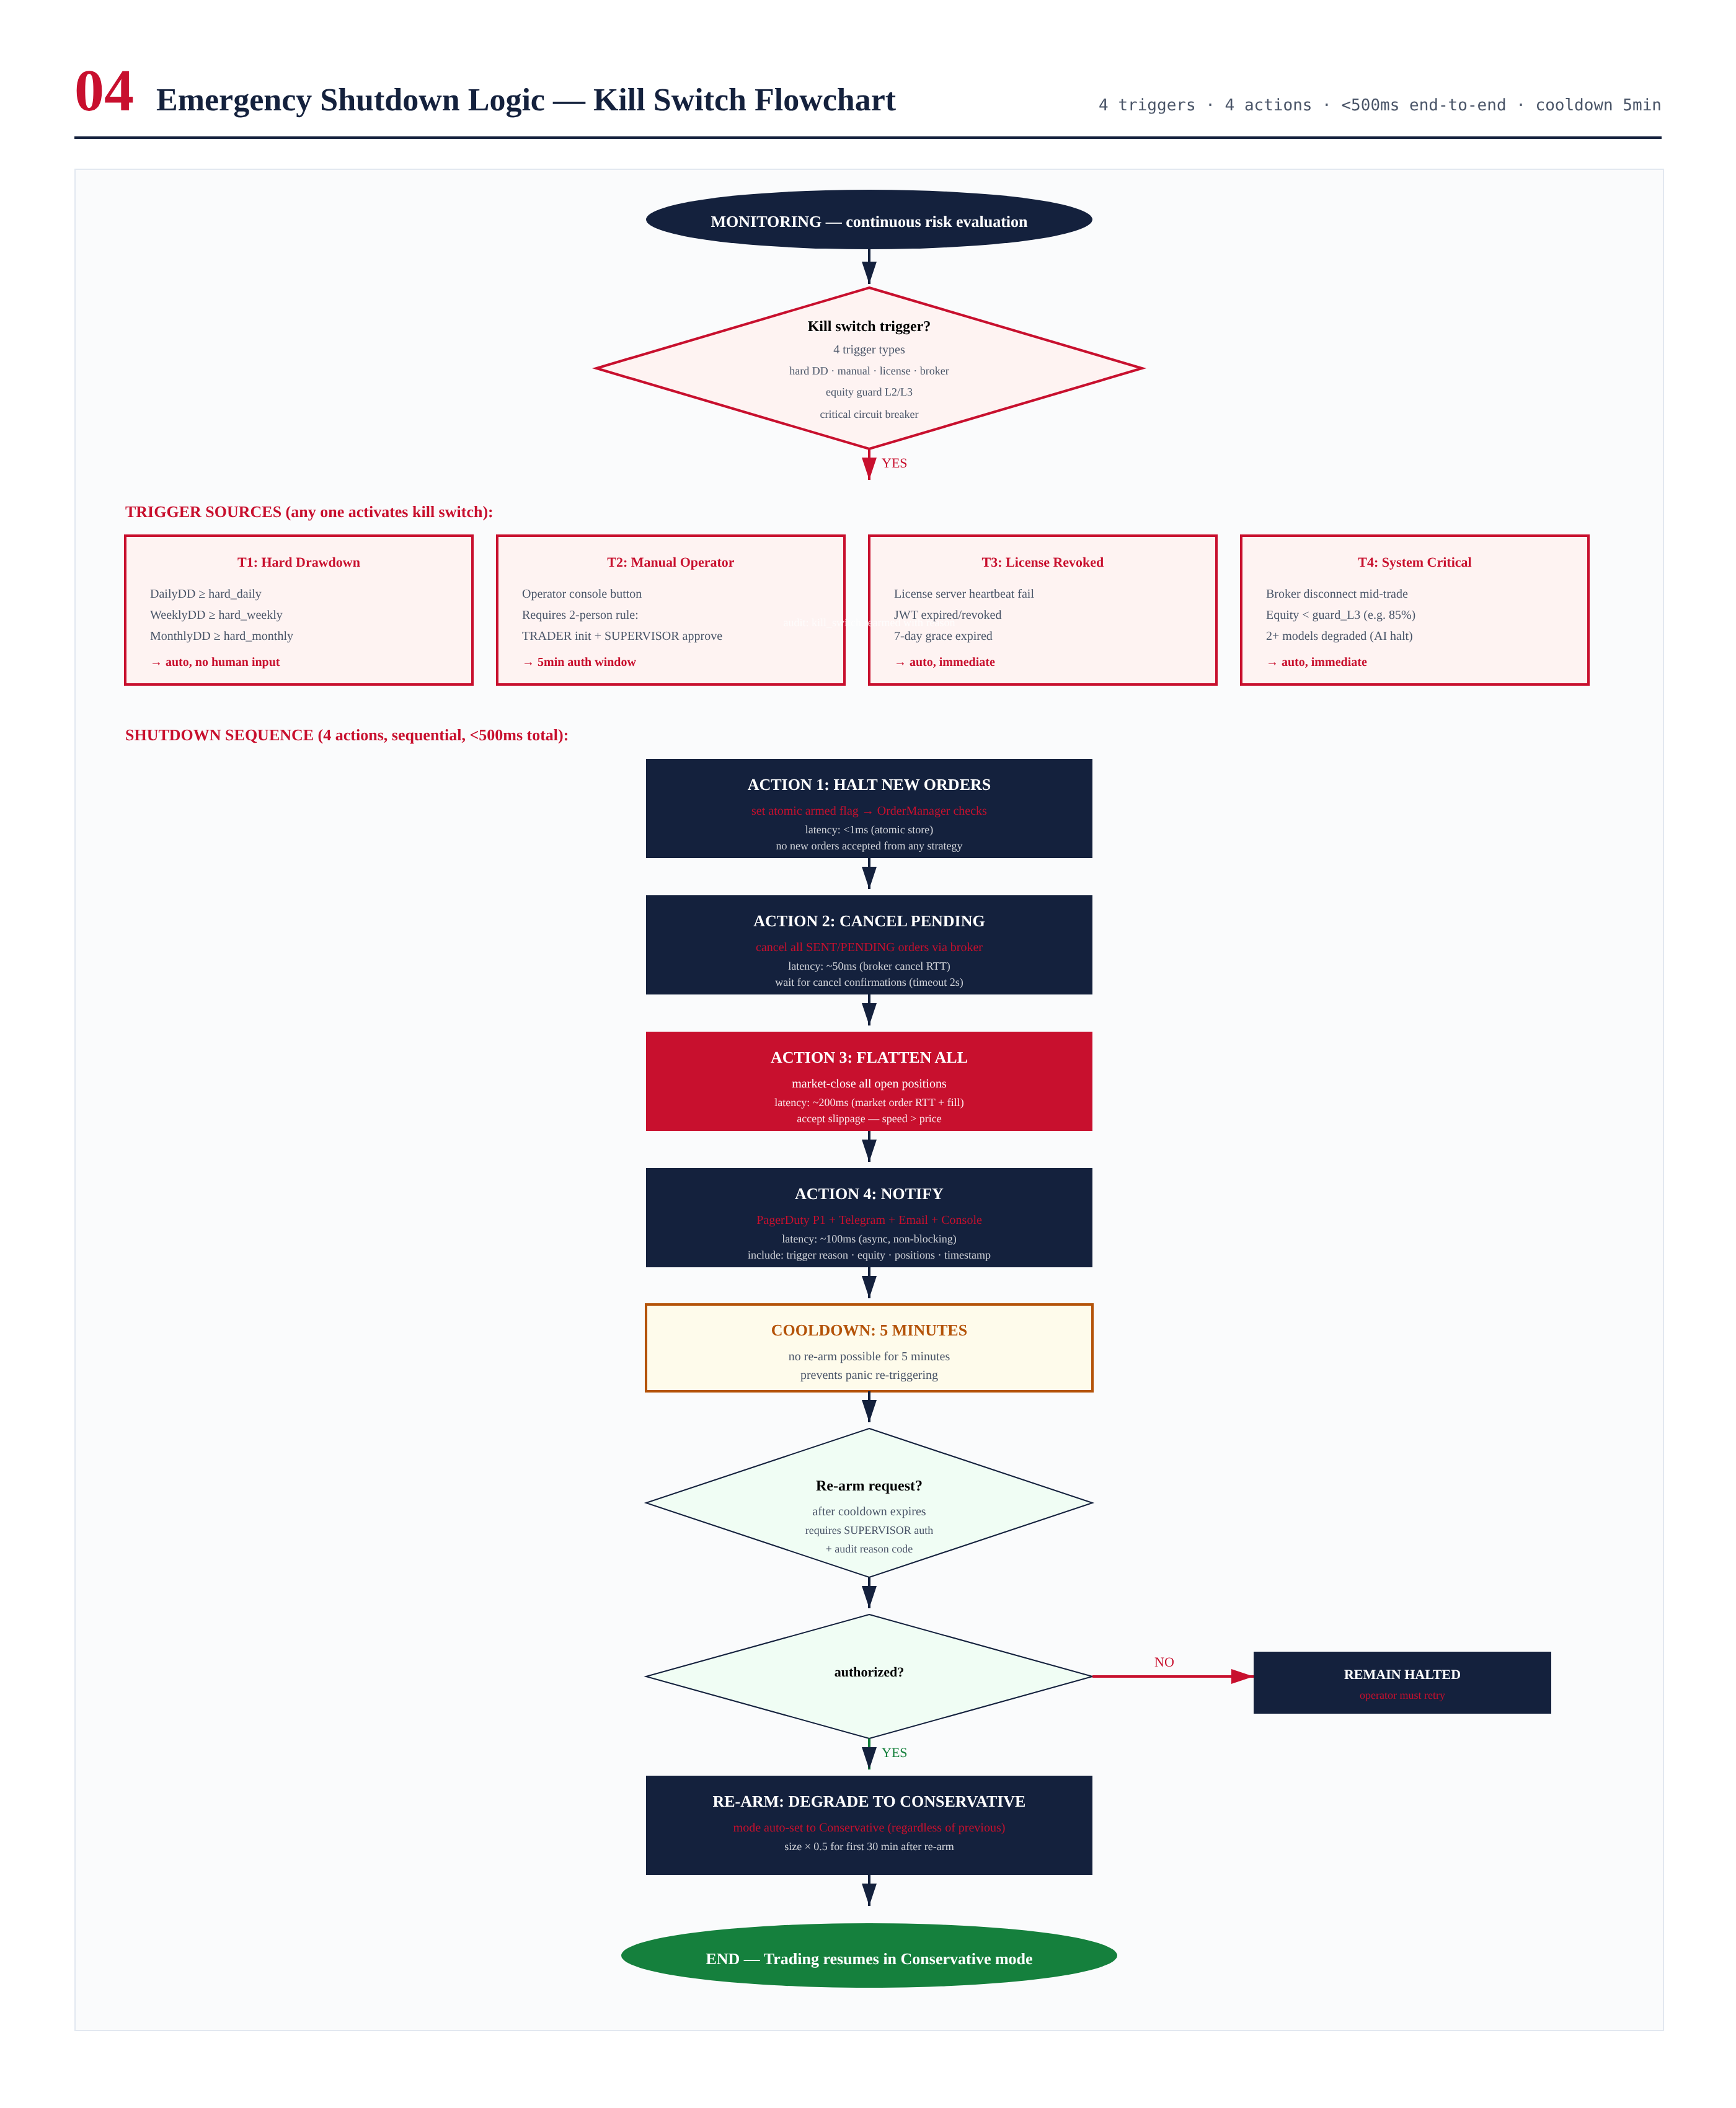 04 Emergency Shutdown Logic — Kill Switch Flowchart
4 triggers · 4 actions · <500ms end-to-end · cooldown 5min
MONITORING — continuous risk evaluation
Kill switch trigger?
4 trigger types
hard DD · manual · license · broker
equity guard L2/L3
critical circuit breaker
YES
TRIGGER SOURCES (any one activates kill switch):
T1: Hard Drawdown
DailyDD ≥ hard_daily
WeeklyDD ≥ hard_weekly
MonthlyDD ≥ hard_monthly
→ auto, no human input
T2: Manual Operator
Operator console button
Requires 2-person rule:
TRADER init + SUPERVISOR approve
→ 5min auth window
T3: License Revoked
License server heartbeat fail
JWT expired/revoked
7-day grace expired
→ auto, immediate
T4: System Critical
Broker disconnect mid-trade
Equity < guard_L3 (e.g. 85%)
2+ models degraded (AI halt)
→ auto, immediate
SHUTDOWN SEQUENCE (4 actions, sequential, <500ms total):
ACTION 1: HALT NEW ORDERS
set atomic armed flag → OrderManager checks
latency: <1ms (atomic store)
no new orders accepted from any strategy
ACTION 2: CANCEL PENDING
cancel all SENT/PENDING orders via broker
latency: ~50ms (broker cancel RTT)
wait for cancel confirmations (timeout 2s)
ACTION 3: FLATTEN ALL
market-close all open positions
latency: ~200ms (market order RTT + fill)
accept slippage — speed > price
ACTION 4: NOTIFY
PagerDuty P1 + Telegram + Email + Console
latency: ~100ms (async, non-blocking)
include: trigger reason · equity · positions · timestamp
COOLDOWN: 5 MINUTES
no re-arm possible for 5 minutes
prevents panic re-triggering
Re-arm request?
after cooldown expires
requires SUPERVISOR auth
+ audit reason code
authorized?
NO
REMAIN HALTED
operator must retry
YES
RE-ARM: DEGRADE TO CONSERVATIVE
mode auto-set to Conservative (regardless of previous)
size × 0.5 for first 30 min after re-arm
END — Trading resumes in Conservative mode